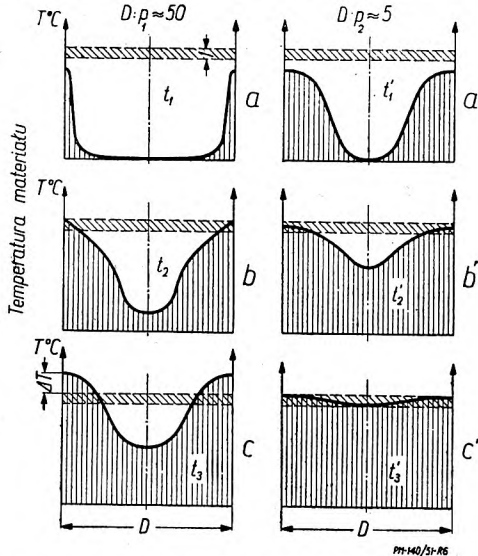 T°C
D:p₁≈50
D:p₂≈5
t₁
a
t₁'
a
Temperatura materiału
t₂
b
t₂'
b'
T°C
ΔT
t₃
c
t₃'
c'
D
D
PM-140/51-R6